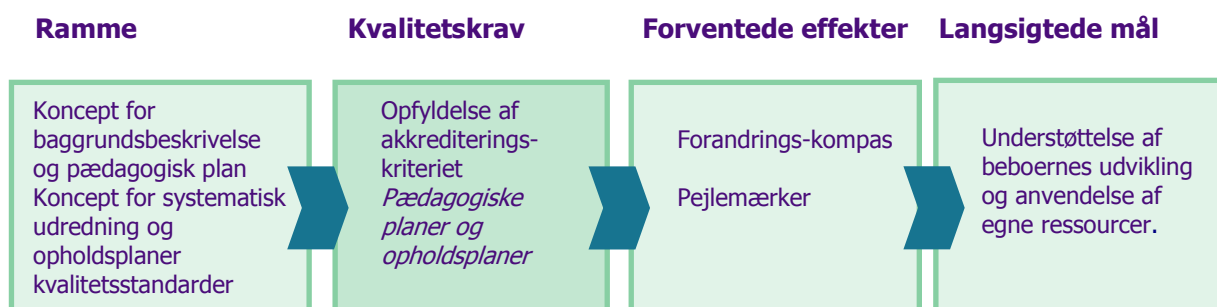 Ramme
Kvalitetskrav
Forventede effekter
Langsigtede mål
Koncept for
baggrundsbeskrivelse
og pædagogisk plan
Koncept for systematisk
udredning og
opholdsplaner
kvalitetsstandarder
Opfyldelse af
akkrediterings-
kriteriet
Pædagogiske
planer og
opholdsplaner
Forandrings-kompas
Pejlemærker
Understøttelse af
beboernes udvikling
og anvendelse af
egne ressourcer.